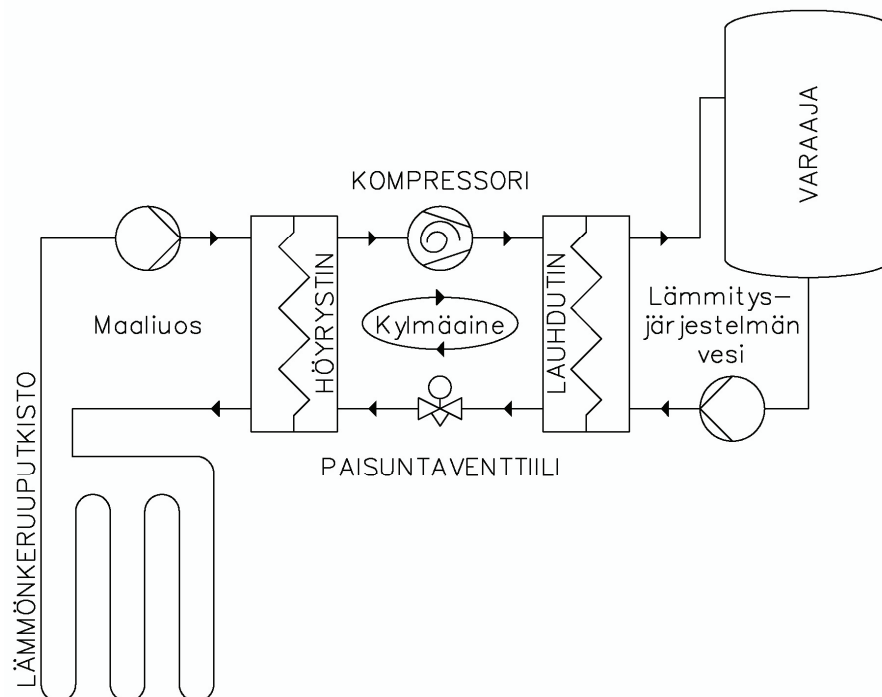 VARAAJA
KOMPRESSORI
HÖYRYSTIN
LAUHDUTIN
Maaliuos
Kylmäaine
Lämmitys-
järjestelmän
vesi
PAISUNTAVENTTIILI
LÄMMÖNKERUUPUTKISTO